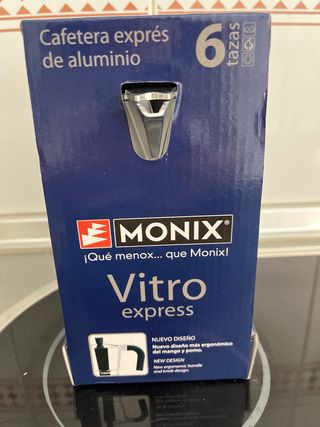 Cafetera exprés
de aluminio
6 tazas
MONIX®
¡Qué menox... que Monix!
Vitro
express
NUEVO DISEÑO
Nuevo diseño más ergonómico
del mango y pomo.
NEW DESIGN
New ergonomic handle
and knob design.